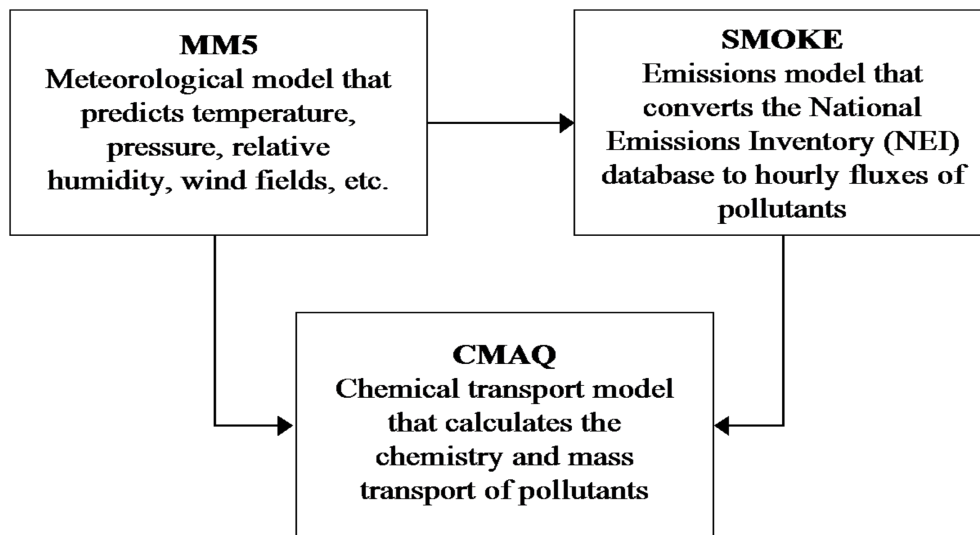 MM5
Meteorological model that
predicts temperature,
pressure, relative
humidity, wind fields, etc.
SMOKE
Emissions model that
converts the National
Emissions Inventory (NEI)
database to hourly fluxes of
pollutants
CMAQ
Chemical transport model
that calculates the
chemistry and mass
transport of pollutants